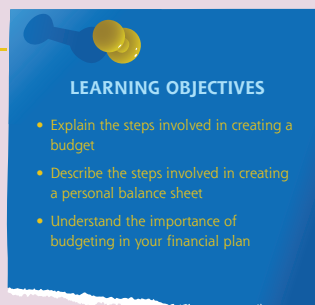 LEARNING OBJECTIVES
• Explain the steps involved in creating a
budget
• Describe the steps involved in creating
a personal balance sheet
• Understand the importance of
budgeting in your financial plan